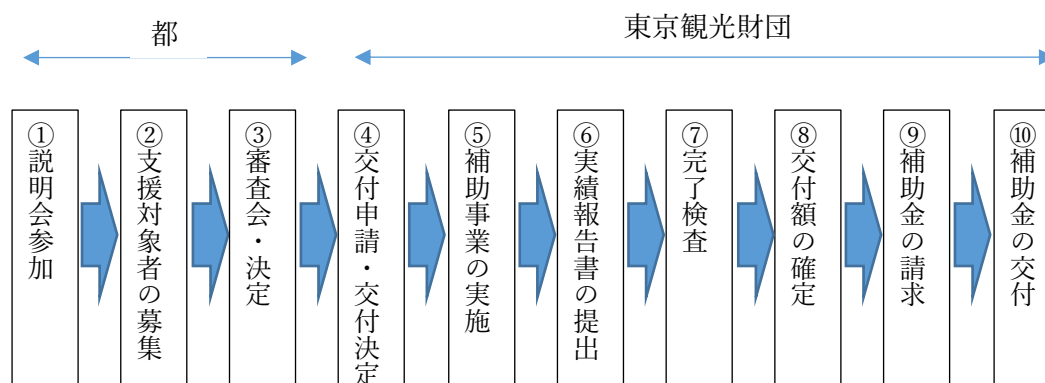 都
東京観光財団
①説明会参加
②支援対象者の募集
③審査会・決定
④交付申請・交付決定
⑤補助事業の実施
⑥実績報告書の提出
⑦完了検査
⑧交付額の確定
⑨補助金の請求
⑩補助金の交付